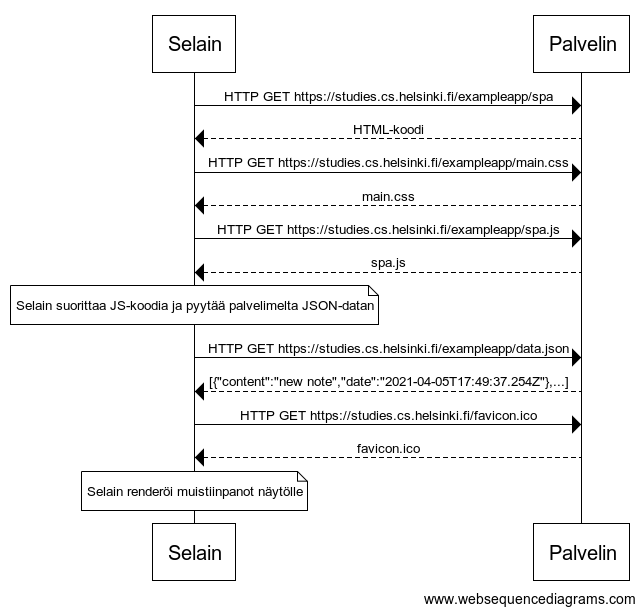 Selain Palvelin
HTTP GET https://studies.cs.helsinki.fi/exampleapp/spa
HTML-koodi
HTTP GET https://studies.cs.helsinki.fi/exampleapp/main.css
main.css
HTTP GET https://studies.cs.helsinki.fi/exampleapp/spa.js
spa.js
Selain suorittaa JS-koodia ja pyytää palvelimelta JSON-datan
HTTP GET https://studies.cs.helsinki.fi/exampleapp/data.json
[{"content":"new note","date":"2021-04-05T17:49:37.254Z"},...]
HTTP GET https://studies.cs.helsinki.fi/favicon.ico
favicon.ico
Selain renderöi muistiinpanot näytölle
Selain Palvelin
www.websequencediagrams.com